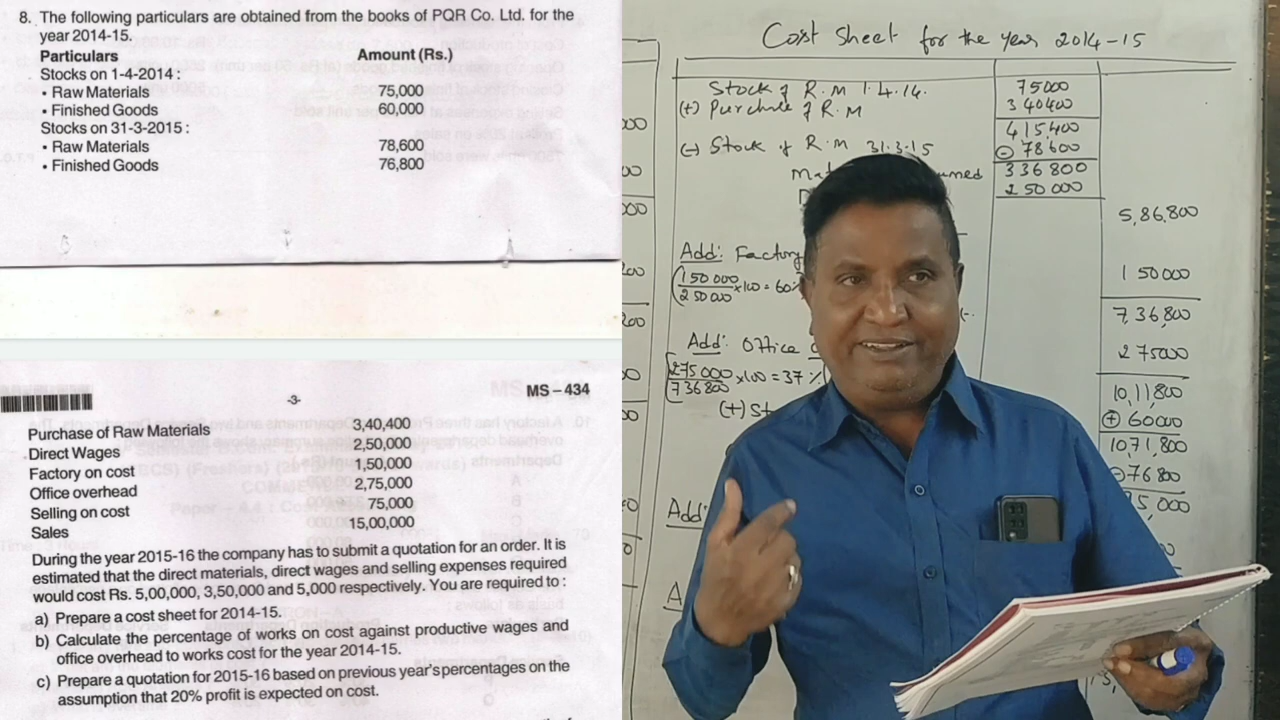 8. The following particulars are obtained from the books of PQR Co. Ltd. for the
year 2014-15.
Particulars Amount (Rs.)
Stocks on 1-4-2014 :
• Raw Materials 75,000
• Finished Goods 60,000
Stocks on 31-3-2015 :
• Raw Materials 78,600
• Finished Goods 76,800
-3- MS – 434
Purchase of Raw Materials 3,40,400
Direct Wages 2,50,000
Factory on cost 1,50,000
Office overhead 2,75,000
Selling on cost 75,000
Sales 15,00,000
During the year 2015-16 the company has to submit a quotation for an order. It is
estimated that the direct materials, direct wages and selling expenses required
would cost Rs. 5,00,000, 3,50,000 and 5,000 respectively. You are required to :
a) Prepare a cost sheet for 2014-15.
b) Calculate the percentage of works on cost against productive wages and
office overhead to works cost for the year 2014-15.
c) Prepare a quotation for 2015-16 based on previous year's percentages on the
assumption that 20% profit is expected on cost.
Cost Sheet for the year 2014-15
Stock of R.M 1.4.14. 75000
(+) Purchase of R.M 340400
415400
(-) Stock of R.M 31.3.15 - 78600
336800
250000
5,86,800
Add: Factory 150000
(150000/250000 x100 = 60%
7,36,800
Add: Office 275000
[275000/736800 x100 = 37%
10,11,800
(+) St + 60000
10,71,800
-76800
5,000
Add: